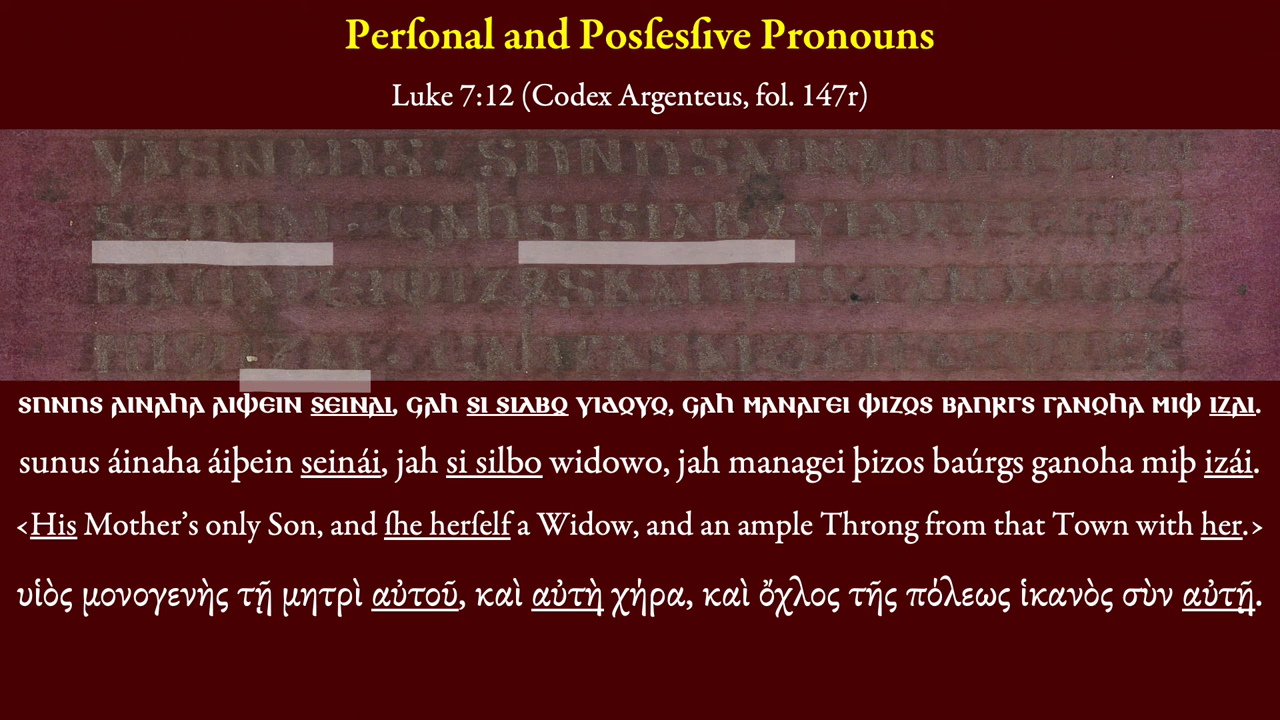 Perſonal and Posſesſive Pronouns
Luke 7:12 (Codex Argenteus, fol. 147r)
𐍃𐌴𐌹𐌽𐌰𐌹 𐌾𐌰𐌷 𐍃𐌹 𐍃𐌹𐌻𐌱𐍉
𐍃𐌿𐌽𐌿𐍃 𐌰𐌹𐌽𐌰𐌷𐌰 𐌰𐌹𐌸𐌴𐌹𐌽 𐍃𐌴𐌹𐌽𐌰𐌹, 𐌾𐌰𐌷 𐍃𐌹 𐍃𐌹𐌻𐌱𐍉 𐍅𐌹𐌳𐍉𐍅𐍉, 𐌾𐌰𐌷 𐌼𐌰𐌽𐌰𐌲𐌴𐌹 𐌸𐌹𐌶𐍉𐍃 𐌱𐌰𐌿𐍂𐌲𐍃 𐌲𐌰𐌽𐍉𐌷𐌰 𐌼𐌹𐌸 𐌹𐌶𐌰𐌹.
sunus áinaha áiþein seinái, jah si silbo widowo, jah managei þizos baúrgs ganoha miþ izái.
‹His Mother’s only Son, and ſhe herſelf a Widow, and an ample Throng from that Town with her.›
υἱὸς μονογενὴς τῇ μητρὶ αὐτοῦ, καὶ αὐτὴ χήρα, καὶ ὄχλος τῆς πόλεως ἱκανὸς σὺν αὐτῇ.